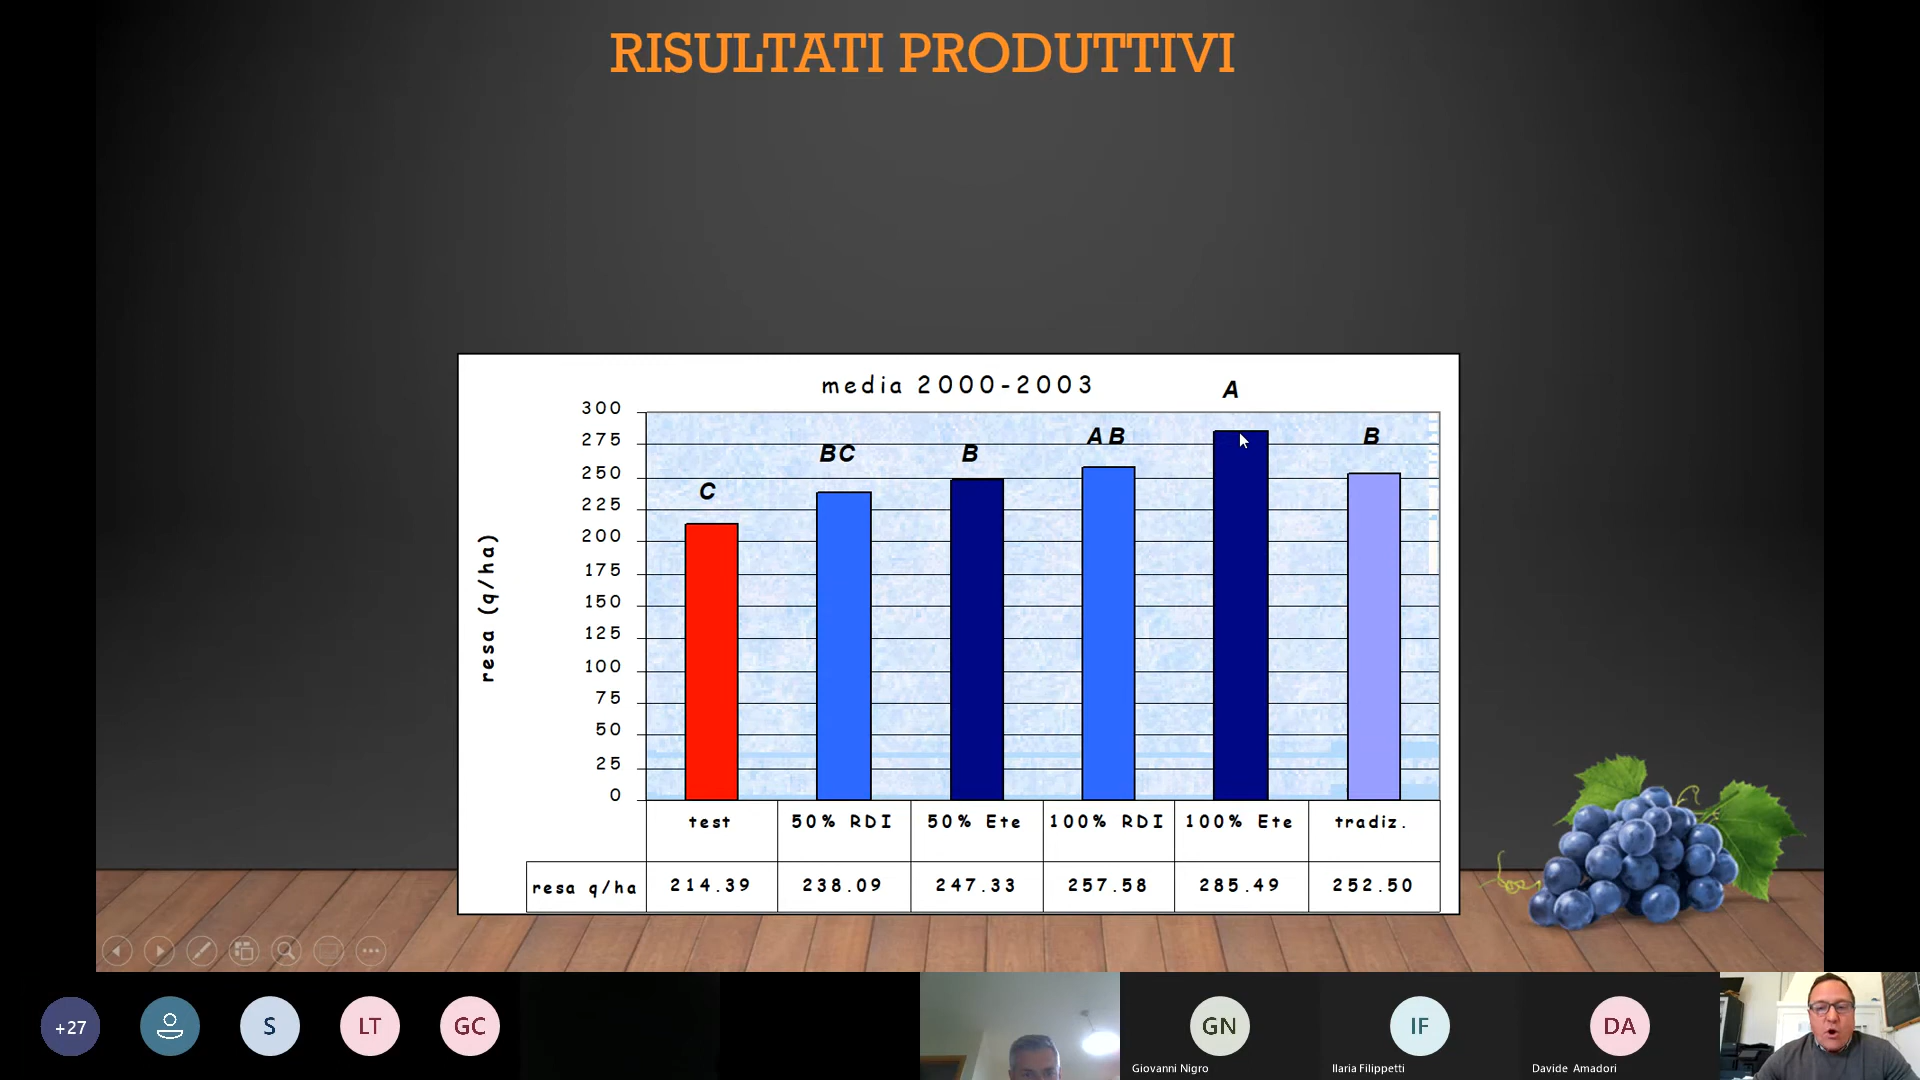 RISULTATI PRODUTTIVI
media 2000-2003
A
300
275
250
225
200
175
150
125
100
75
50
25
0
resa (q/ha)
C
BC
B
AB
B
test 50% RDI 50% Ete 100% RDI 100% Ete tradiz.
resa q/ha 214.39 238.09 247.33 257.58 285.49 252.50
+27
S
LT
GC
GN
Giovanni Nigro
IF
Ilaria Filippetti
DA
Davide Amadori